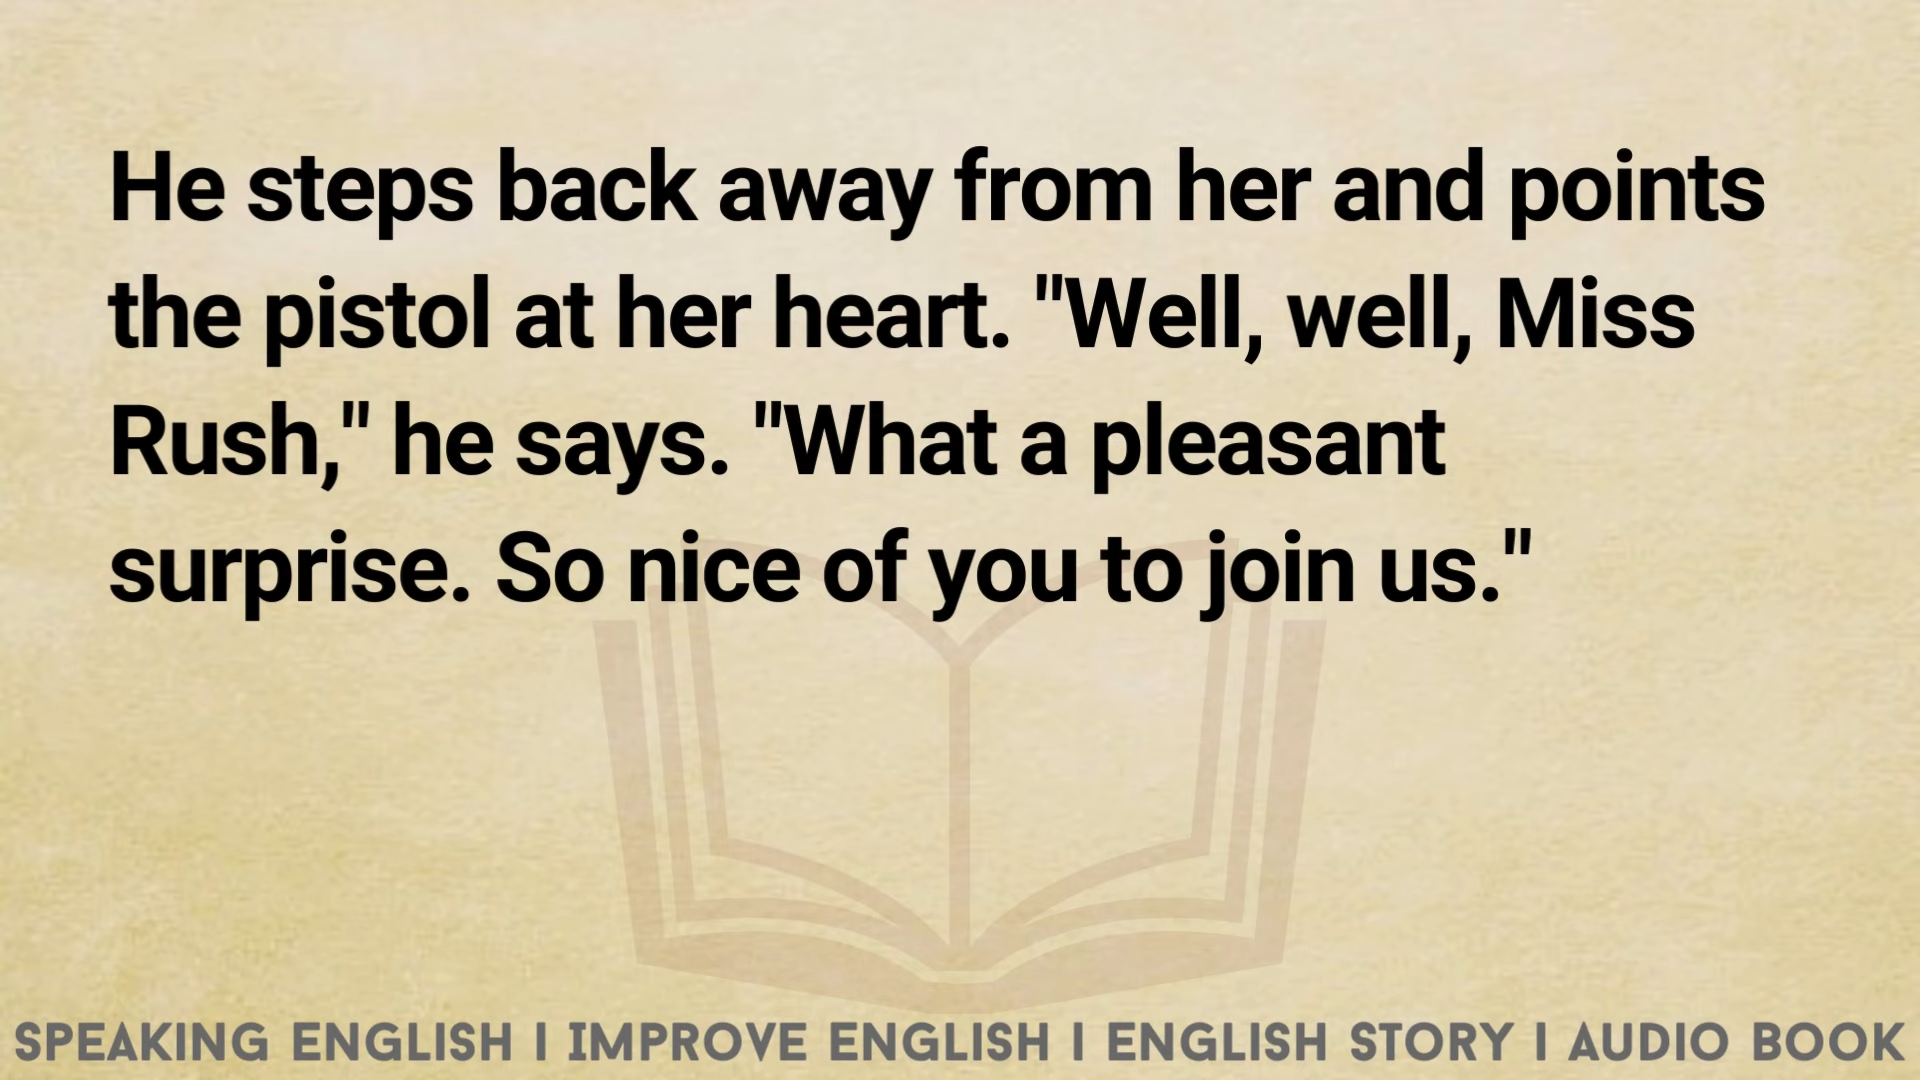 He steps back away from her and points
the pistol at her heart. "Well, well, Miss
Rush," he says. "What a pleasant
surprise. So nice of you to join us."
SPEAKING ENGLISH I IMPROVE ENGLISH I ENGLISH STORY I AUDIO BOOK